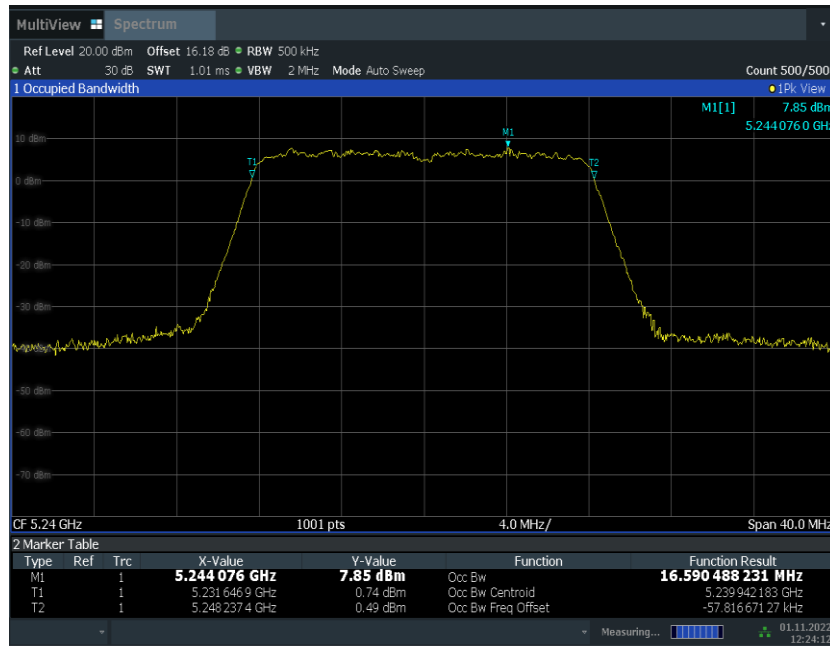 MultiView Spectrum
Ref Level 20.00 dBm Offset 16.18 dB RBW 500 kHz
Att 30 dB SWT 1.01 ms VBW 2 MHz Mode Auto Sweep Count 500/500
1 Occupied Bandwidth 1Pk View
M1[1] 7.85 dBm
5.244 076 0 GHz
M1
10 dBm
T1
T2
0 dBm
-10 dBm
-20 dBm
-30 dBm
-50 dBm
-60 dBm
-70 dBm
CF 5.24 GHz 1001 pts 4.0 MHz/ Span 40.0 MHz
2 Marker Table
Type Ref Trc X-Value Y-Value Function Function Result
M1 1 5.244 076 GHz 7.85 dBm Occ Bw 16.590 488 231 MHz
T1 1 5.231 646 9 GHz 0.74 dBm Occ Bw Centroid 5.239 942 183 GHz
T2 1 5.248 237 4 GHz 0.49 dBm Occ Bw Freq Offset -57.816 671 27 kHz
Measuring... 01.11.2022
12:24:12